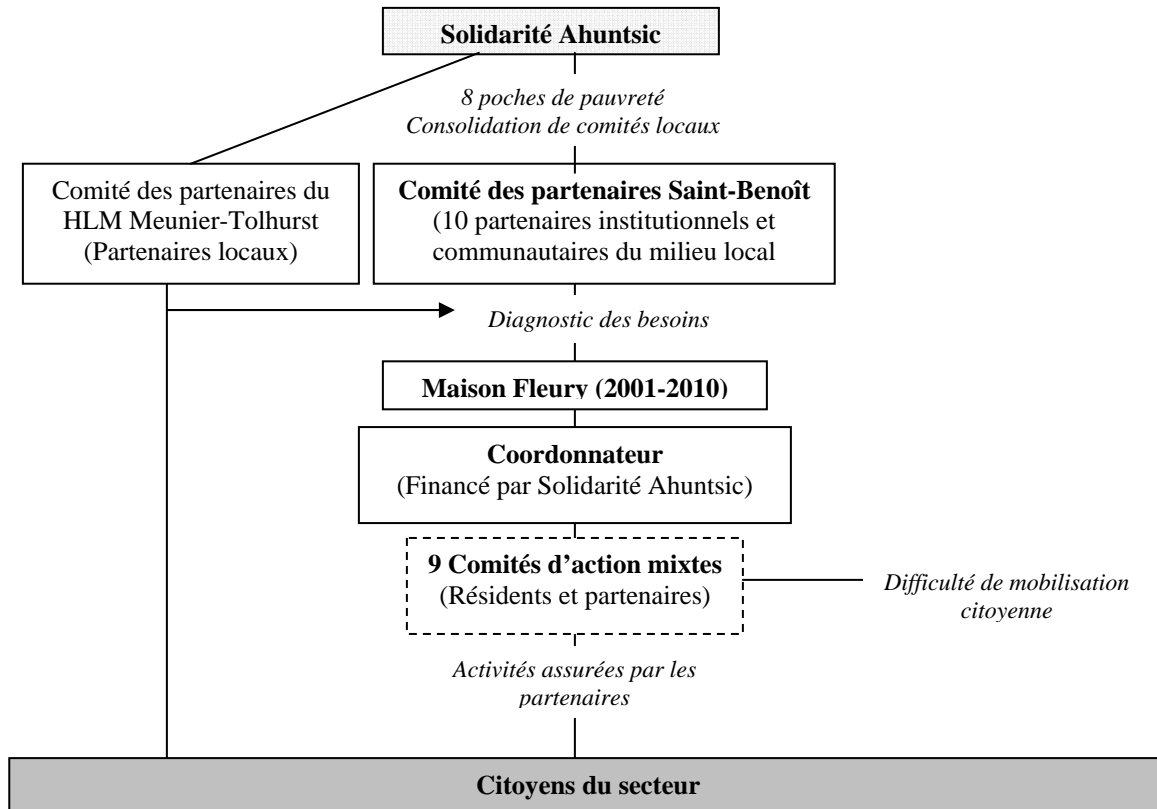 Solidarité Ahuntsic
8 poches de pauvreté
Consolidation de comités locaux
Comité des partenaires du
HLM Meunier-Tolhurst
(Partenaires locaux)
Comité des partenaires Saint-Benoît
(10 partenaires institutionnels et
communautaires du milieu local
Diagnostic des besoins
Maison Fleury (2001-2010)
Coordonnateur
(Financé par Solidarité Ahuntsic)
9 Comités d’action mixtes
(Résidents et partenaires)
Difficulté de mobilisation
citoyenne
Activités assurées par les
partenaires
Citoyens du secteur